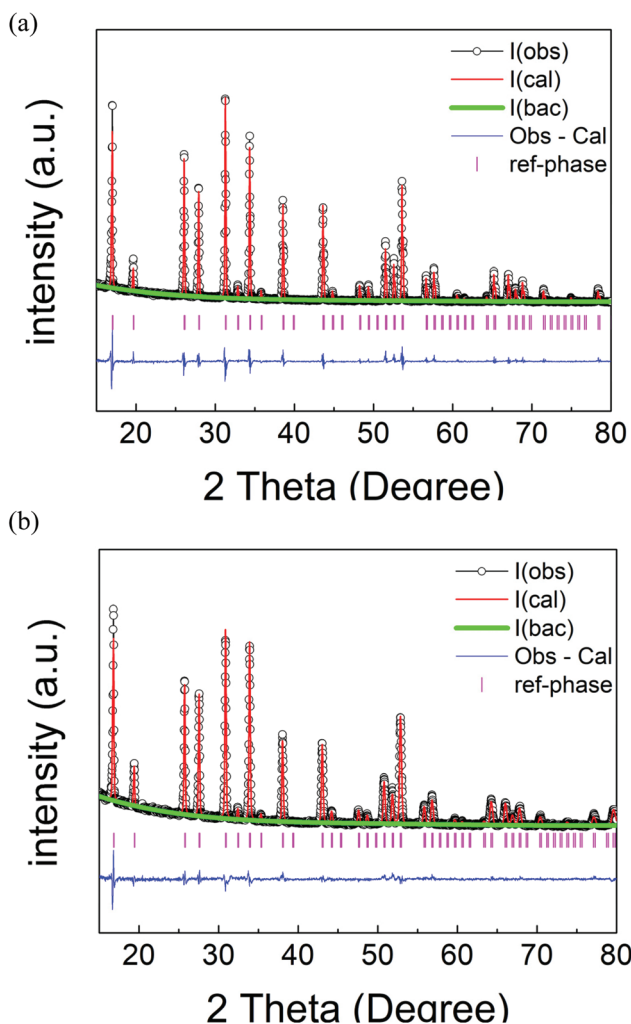 (a)
I(obs)
I(cal)
I(bac)
Obs - Cal
ref-phase
intensity (a.u.)
20 30 40 50 60 70 80
2 Theta (Degree)
(b)
I(obs)
I(cal)
I(bac)
Obs - Cal
ref-phase
intensity (a.u.)
20 30 40 50 60 70 80
2 Theta (Degree)